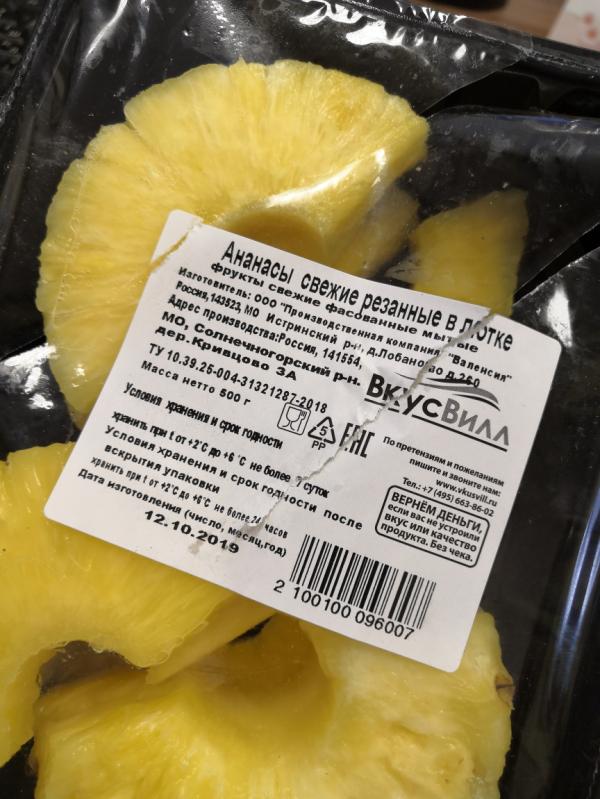 Ананасы свежие резанные в лотке
фрукты свежие фасованные мытые
Изготовитель: ООО "Производственная компания "Валенсия"
Россия,143523, МО Истринский р-н, д.Лобаново д.260
Адрес производства:Россия, 141554,
МО, Солнечногорский р-н.
дер.Кривцово 3А
ТУ 10.39.25-004-31321287-2018
Масса нетто 500 г
ВкусВилл
Условия хранения и срок годности
хранить при t от +2°С до +6 °С не более 7 суток
Условия хранения и срок годности после
вскрытия упаковки
хранить при t от +2°С до +6°С не более 24 часов
Дата изготовления (число, месяц,год)
12.10.2019
5
PP
ЕАС
По претензиям и пожеланиям
пишите и звоните нам:
www.vkusvill.ru
Тел.: +7 (495) 663-86-02
ВЕРНЁМ ДЕНЬГИ,
если вас не устроили
вкус или качество
продукта. Без чека.
2 100100 096007